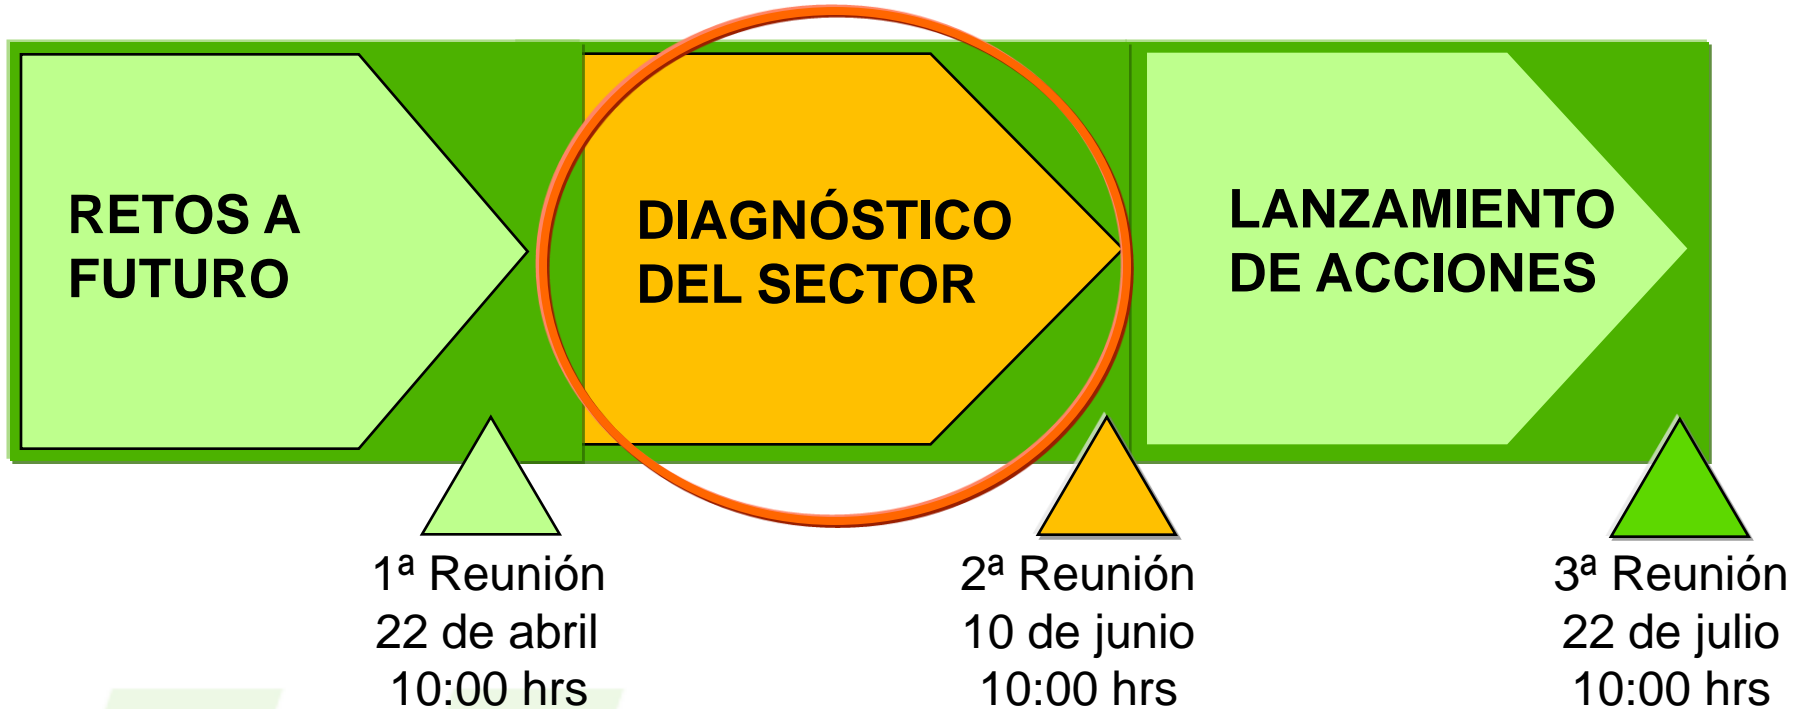 RETOS A
FUTURO
DIAGNÓSTICO
DEL SECTOR
LANZAMIENTO
DE ACCIONES
1ª Reunión
22 de abril
10:00 hrs
2ª Reunión
10 de junio
10:00 hrs
3ª Reunión
22 de julio
10:00 hrs